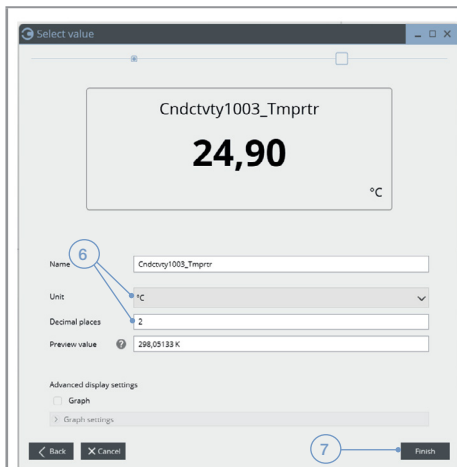 Select value
Cndctvty1003_Tmprtr
24,90
°C
6
Name Cndctvty1003_Tmprtr
Unit °C
Decimal places 2
Preview value ? 298,05133 K
Advanced display settings
Graph
> Graph settings
Back Cancel 7 Finish